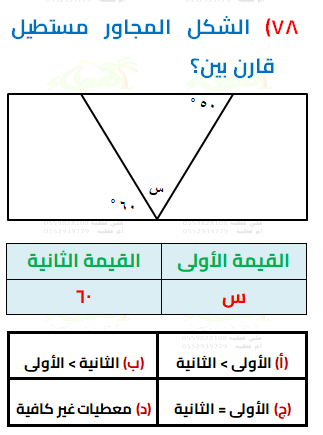 ٧٨) الشكل المجاور مستطيل
قارن بين؟
٥٠°
س
٦٠°
القيمة الأولى القيمة الثانية
س ٦٠
(أ) الأولى > الثانية (ب) الثانية > الأولى
(ج) الأولى = الثانية (د) معطيات غير كافية